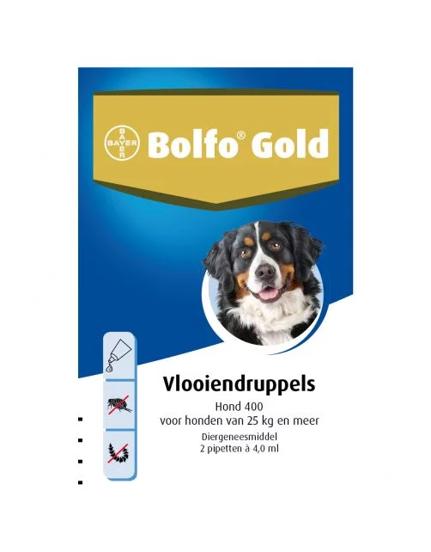 BAYER
BAYER
Bolfo® Gold
Vlooiendruppels
Hond 400
voor honden van 25 kg en meer
Diergeneesmiddel
2 pipetten à 4,0 ml